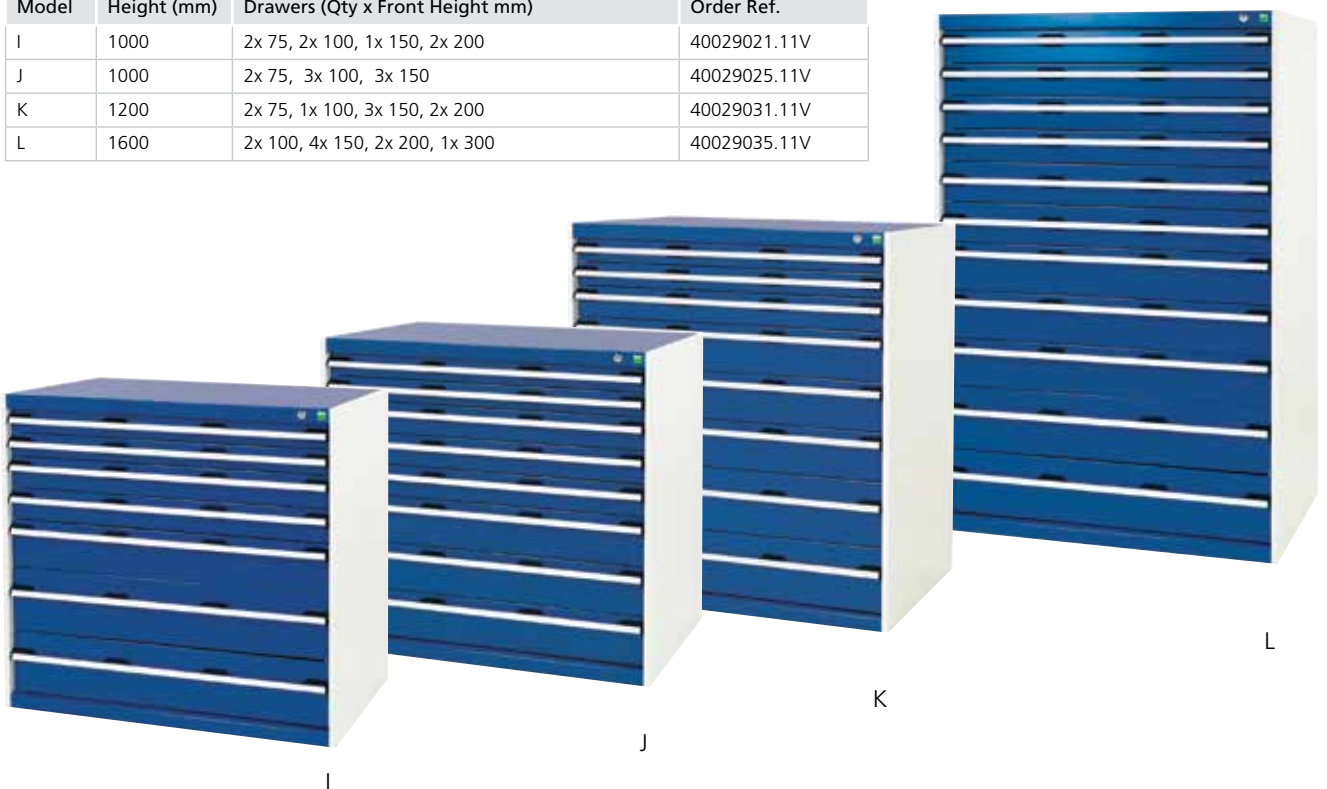 Model Height (mm) Drawers (Qty x Front Height mm) Order Ref.
I 1000 2x 75, 2x 100, 1x 150, 2x 200 40029021.11V
J 1000 2x 75, 3x 100, 3x 150 40029025.11V
K 1200 2x 75, 1x 100, 3x 150, 2x 200 40029031.11V
L 1600 2x 100, 4x 150, 2x 200, 1x 300 40029035.11V
L
K
J
I